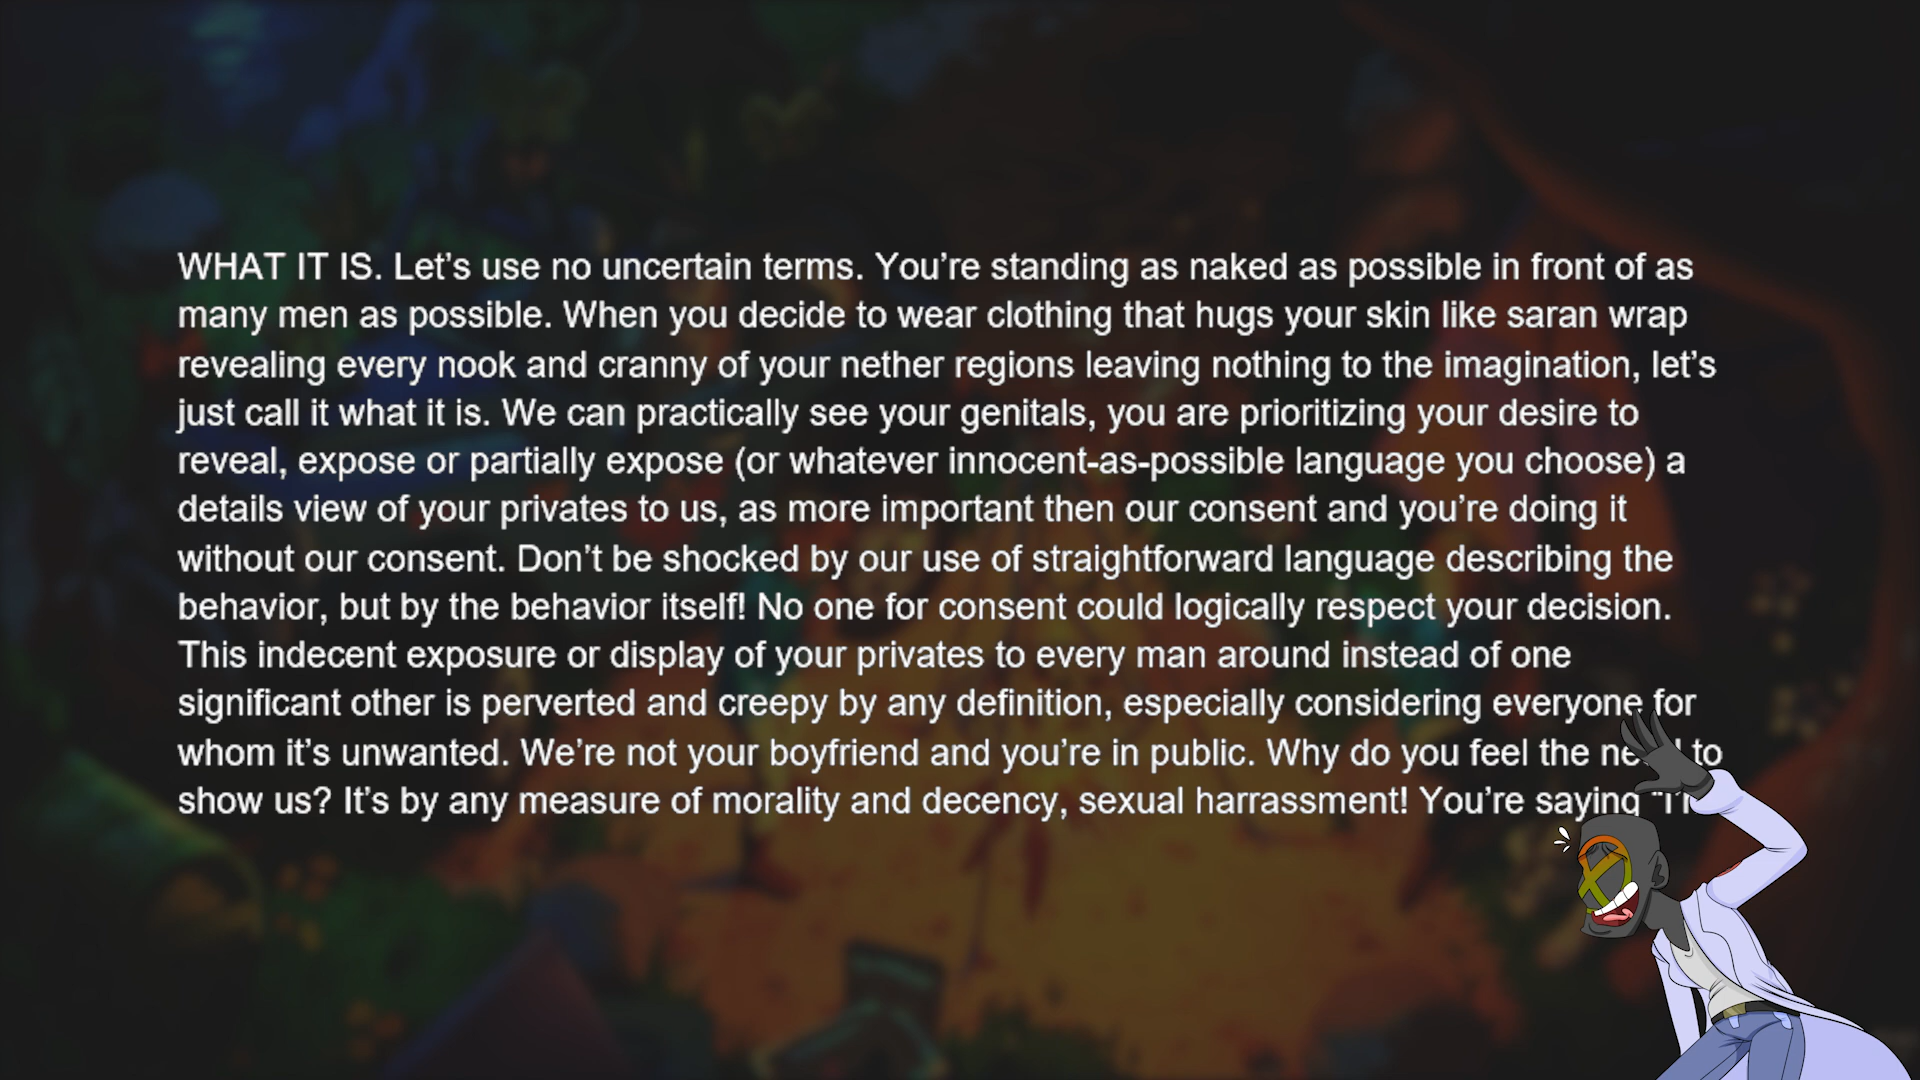 WHAT IT IS. Let’s use no uncertain terms. You’re standing as naked as possible in front of as
many men as possible. When you decide to wear clothing that hugs your skin like saran wrap
revealing every nook and cranny of your nether regions leaving nothing to the imagination, let’s
just call it what it is. We can practically see your genitals, you are prioritizing your desire to
reveal, expose or partially expose (or whatever innocent-as-possible language you choose) a
details view of your privates to us, as more important then our consent and you’re doing it
without our consent. Don’t be shocked by our use of straightforward language describing the
behavior, but by the behavior itself! No one for consent could logically respect your decision.
This indecent exposure or display of your privates to every man around instead of one
significant other is perverted and creepy by any definition, especially considering everyone for
whom it’s unwanted. We’re not your boyfriend and you’re in public. Why do you feel the to
show us? It’s by any measure of morality and decency, sexual harrassment! You’re saying